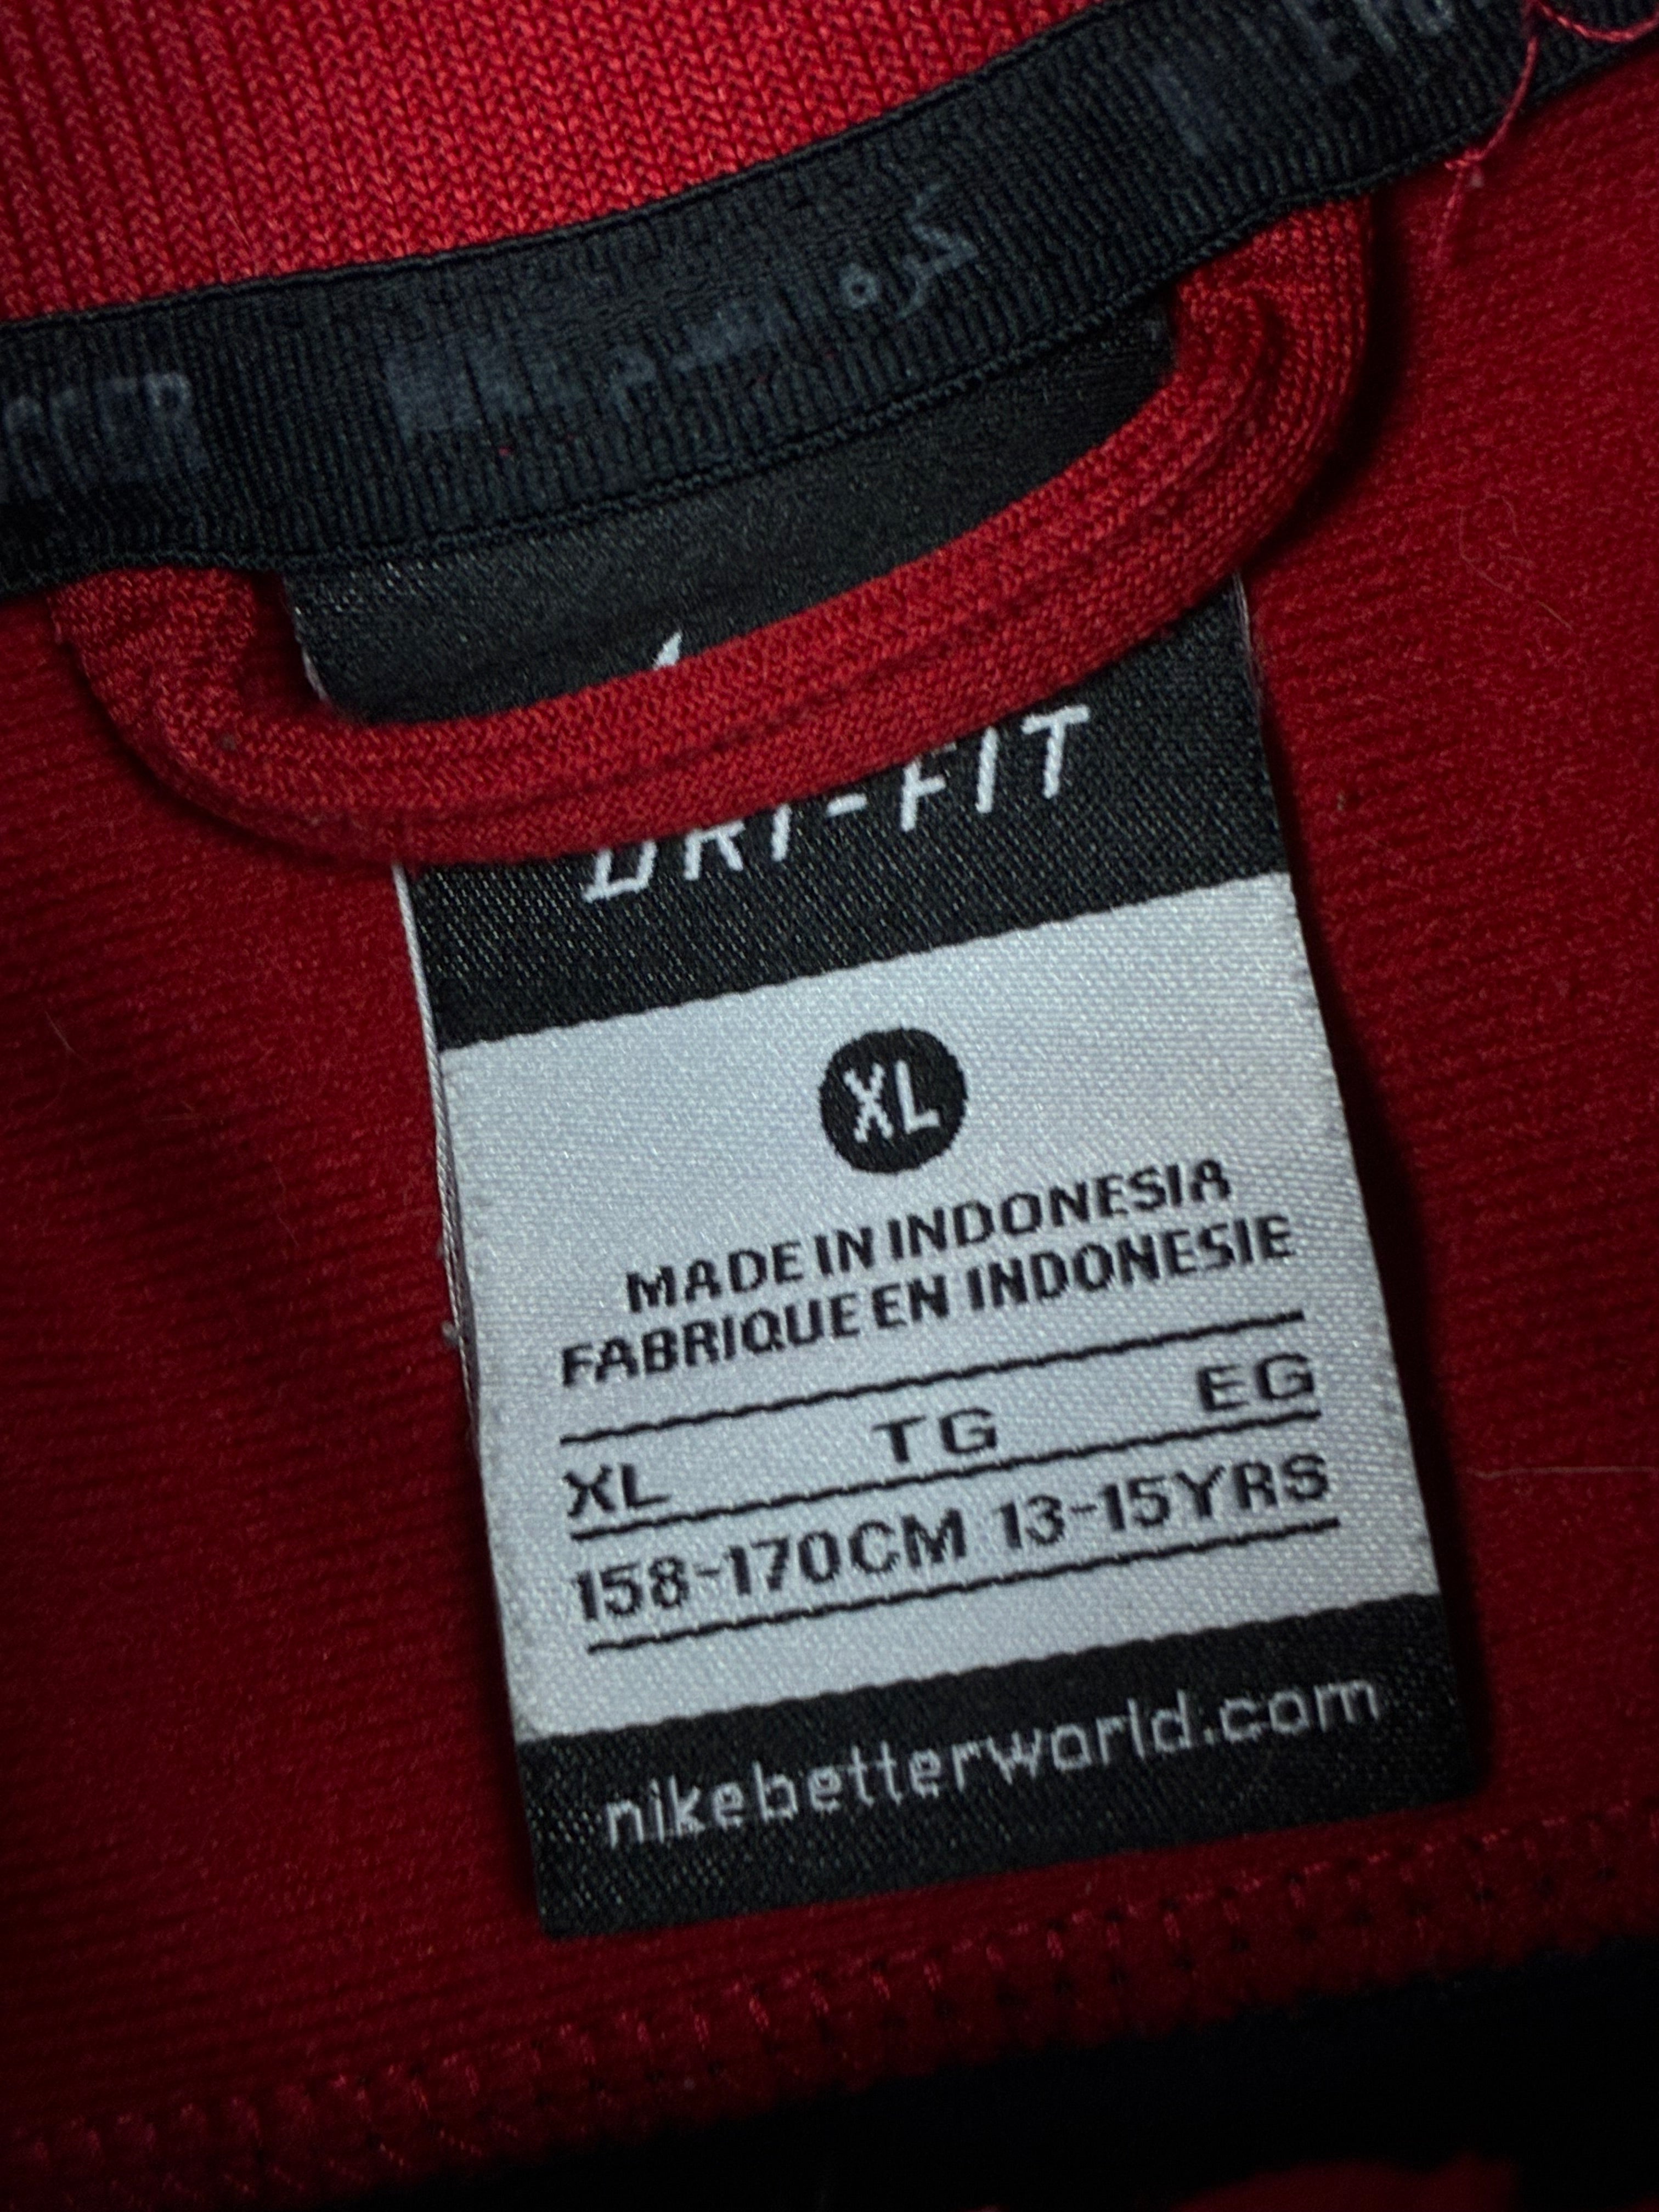 DRI-FIT
XL
MADE IN INDONESIA
FABRIQUE EN INDONESIE
XL TG EG
158-170CM 13-15YRS
nikebetterworld.com